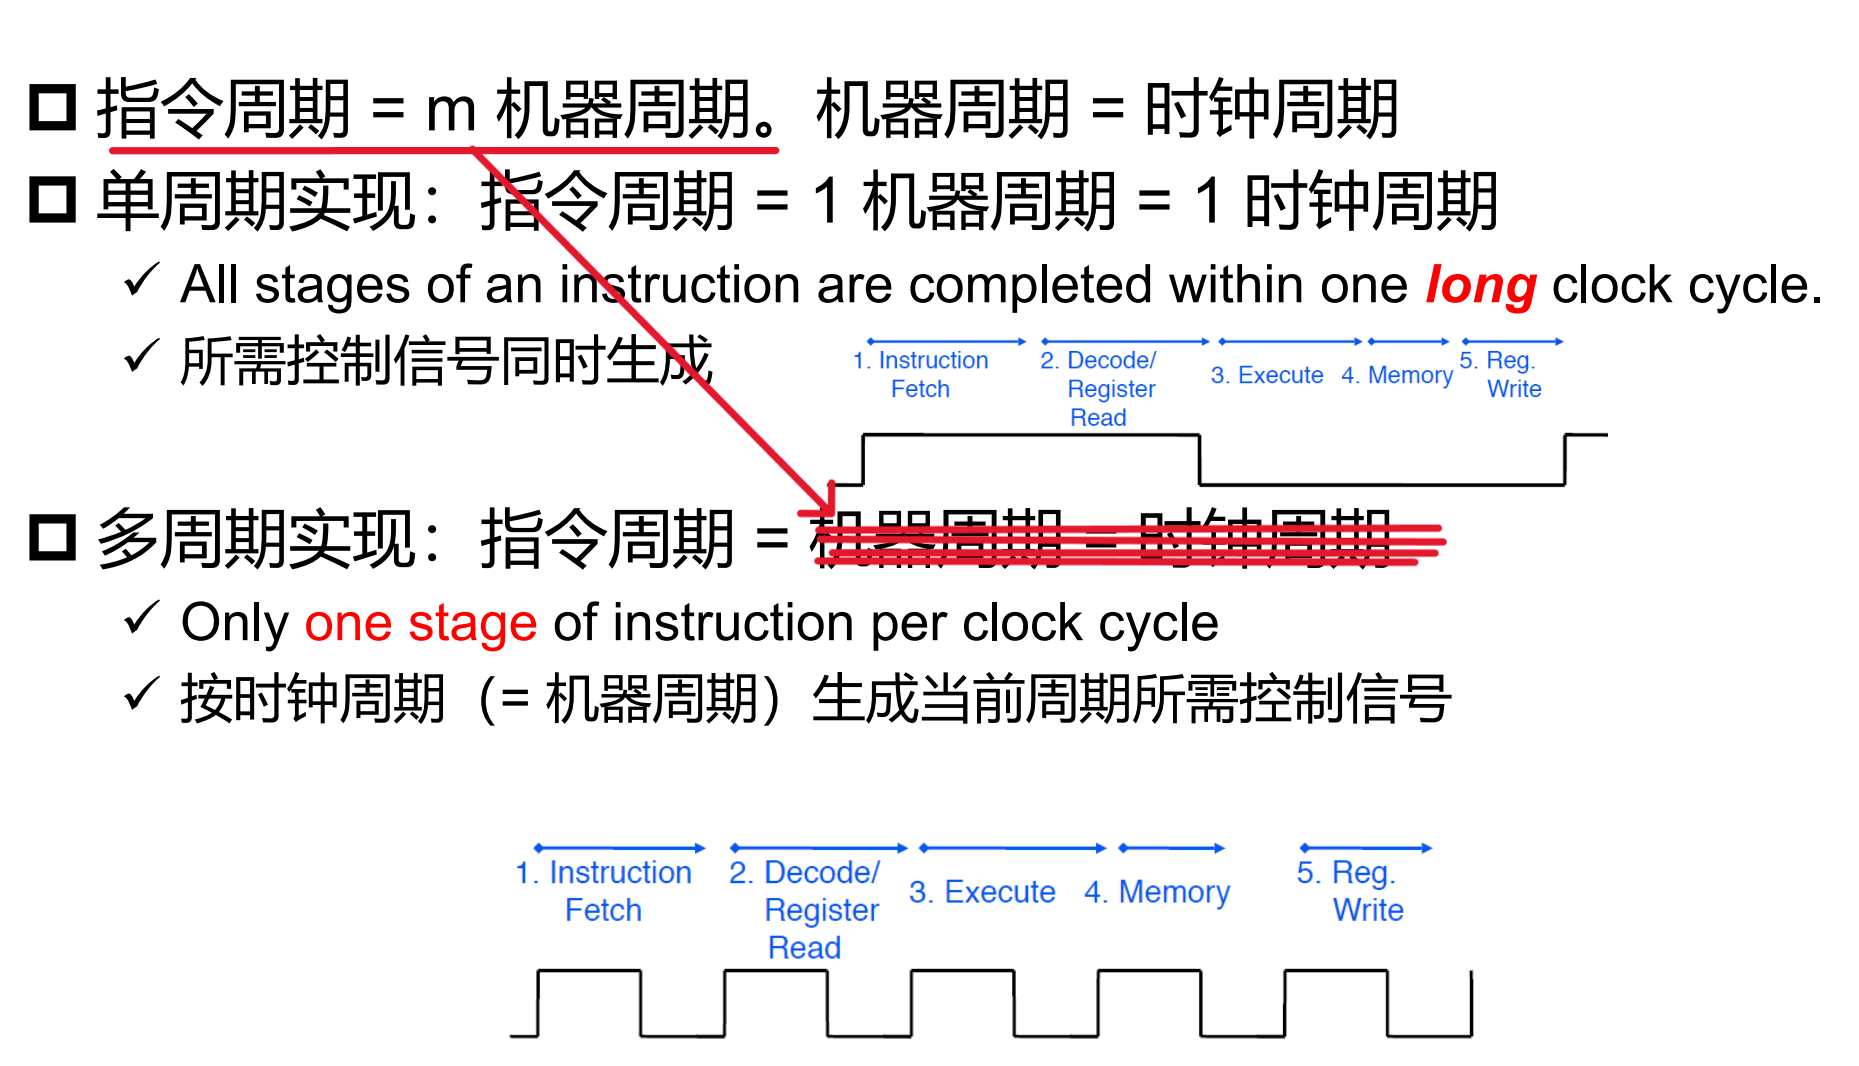 指令周期 = m 机器周期。机器周期 = 时钟周期
单周期实现：指令周期 = 1 机器周期 = 1 时钟周期
All stages of an instruction are completed within one long clock cycle.
所需控制信号同时生成
1. Instruction Fetch
2. Decode/ Register Read
3. Execute
4. Memory
5. Reg. Write
多周期实现：指令周期 = 机器周期 = 时钟周期
Only one stage of instruction per clock cycle
按时钟周期（= 机器周期）生成当前周期所需控制信号
1. Instruction Fetch
2. Decode/ Register Read
3. Execute
4. Memory
5. Reg. Write